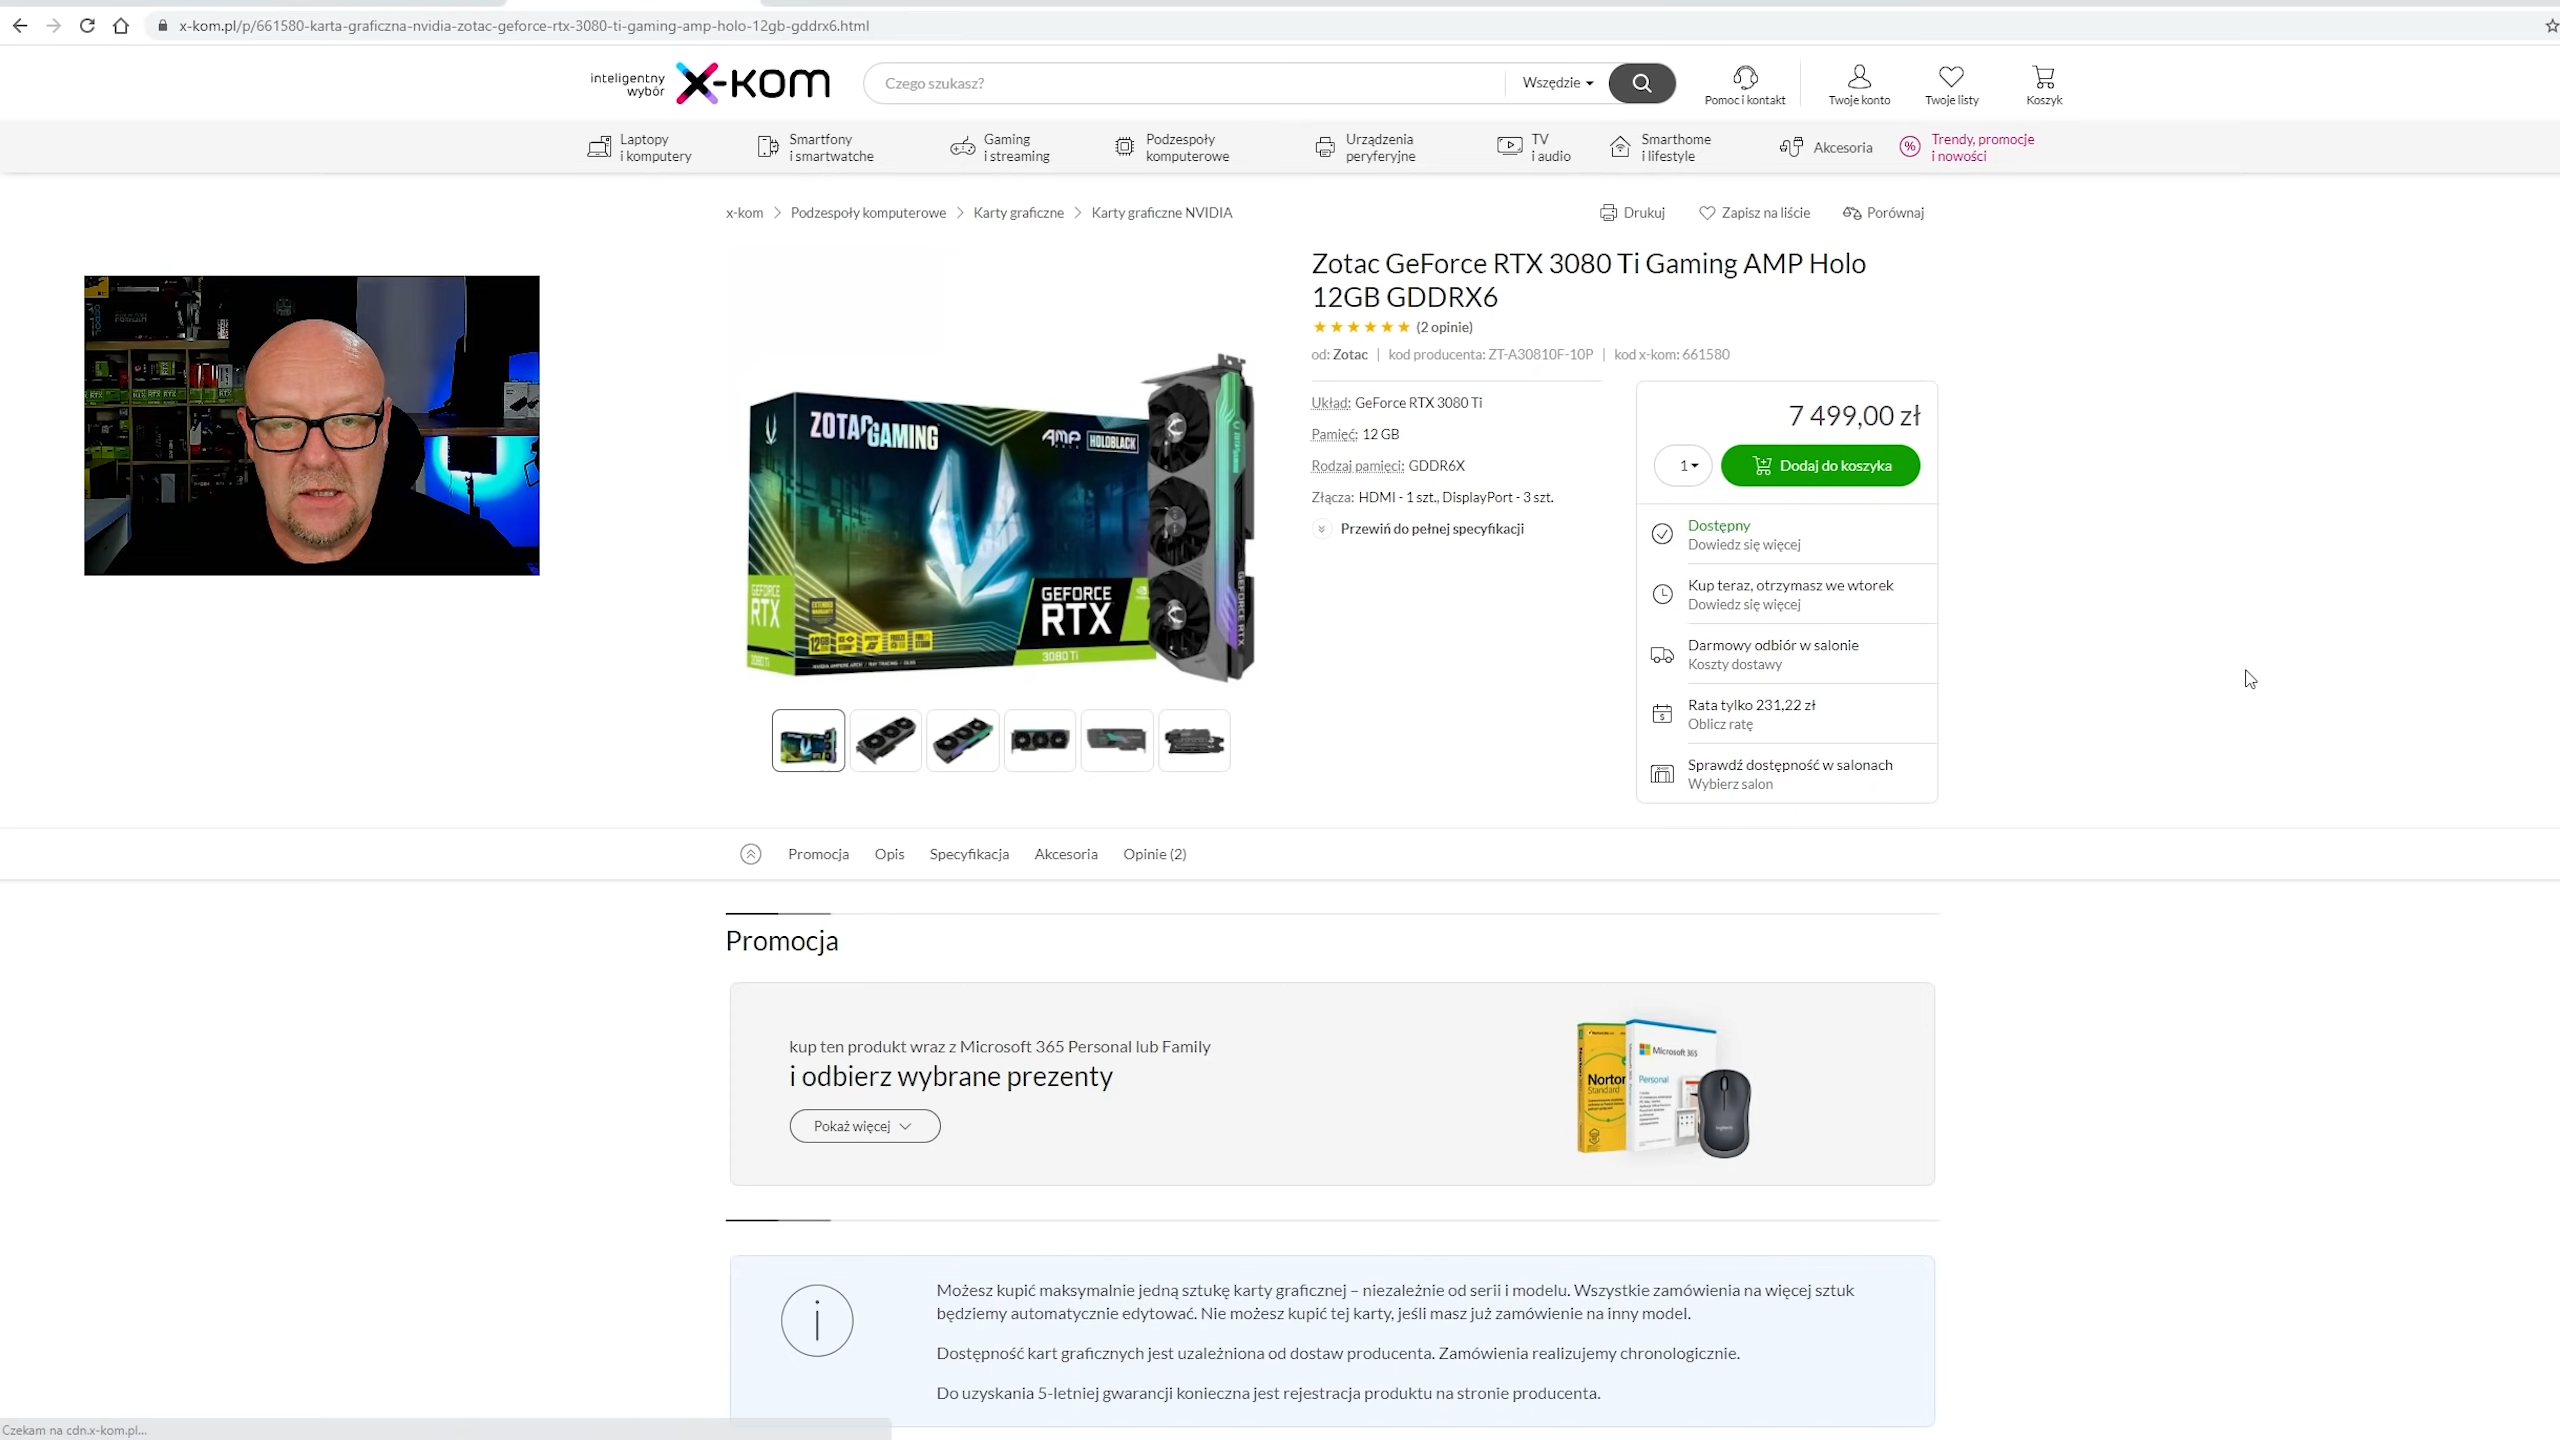 x-kom.pl/p/661580-karta-graficzna-nvidia-zotac-geforce-rtx-3080-ti-gaming-amp-holo-12gb-gddrx6.html
inteligentny
wybór
x-kom
Czego szukasz?
Wszędzie
Pomoc i kontakt
Twoje konto
Twoje listy
Koszyk
Laptopy
i komputery
Smartfony
i smartwatche
Gaming
i streaming
Podzespoły
komputerowe
Urządzenia
peryferyjne
TV
i audio
Smarthome
i lifestyle
Akcesoria
Trendy, promocje
i nowości
x-kom > Podzespoły komputerowe > Karty graficzne > Karty graficzne NVIDIA
Drukuj
Zapisz na liście
Porównaj
Zotac GeForce RTX 3080 Ti Gaming AMP Holo
12GB GDDRX6
(2 opinie)
od: Zotac | kod producenta: ZT-A30810F-10P | kod x-kom: 661580
ZOTAC GAMING
AMP
HOLOBLACK
GEFORCE
RTX
3080 Ti
GEFORCE
RTX
3080 Ti
12GB
GEFORCE RTX
Układ: GeForce RTX 3080 Ti
Pamięć: 12 GB
Rodzaj pamięci: GDDR6X
Złącza: HDMI - 1 szt., DisplayPort - 3 szt.
Przewiń do pełnej specyfikacji
7 499,00 zł
1
Dodaj do koszyka
Dostępny
Dowiedz się więcej
Kup teraz, otrzymasz we wtorek
Dowiedz się więcej
Darmowy odbiór w salonie
Koszty dostawy
Rata tylko 231,22 zł
Oblicz ratę
Sprawdź dostępność w salonach
Wybierz salon
Promocja
Opis
Specyfikacja
Akcesoria
Opinie (2)
Promocja
kup ten produkt wraz z Microsoft 365 Personal lub Family
i odbierz wybrane prezenty
Pokaż więcej
Norton
Standard
Microsoft 365
Personal
Możesz kupić maksymalnie jedną sztukę karty graficznej – niezależnie od serii i modelu. Wszystkie zamówienia na więcej sztuk
będziemy automatycznie edytować. Nie możesz kupić tej karty, jeśli masz już zamówienie na inny model.
Dostępność kart graficznych jest uzależniona od dostaw producenta. Zamówienia realizujemy chronologicznie.
Do uzyskania 5-letniej gwarancji konieczna jest rejestracja produktu na stronie producenta.
Czekam na cdn.x-kom.pl...